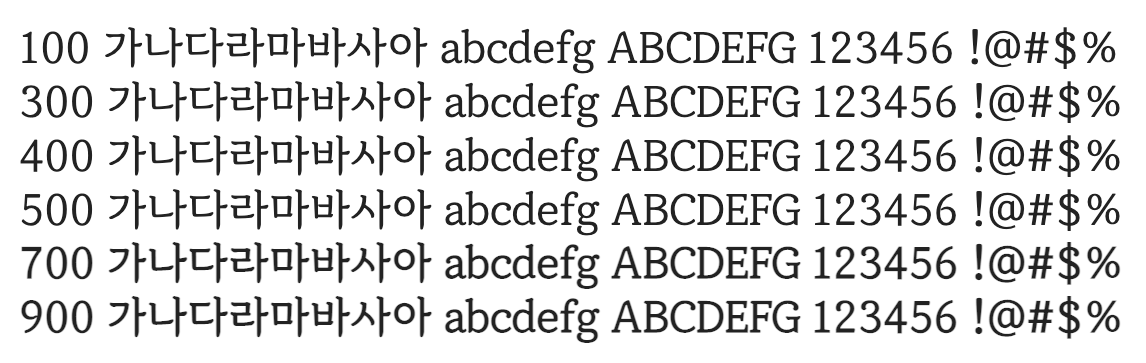 100 가나다라마바사아 abcdefg ABCDEFG 123456 !@#$%
300 가나다라마바사아 abcdefg ABCDEFG 123456 !@#$%
400 가나다라마바사아 abcdefg ABCDEFG 123456 !@#$%
500 가나다라마바사아 abcdefg ABCDEFG 123456 !@#$%
700 가나다라마바사아 abcdefg ABCDEFG 123456 !@#$%
900 가나다라마바사아 abcdefg ABCDEFG 123456 !@#$%